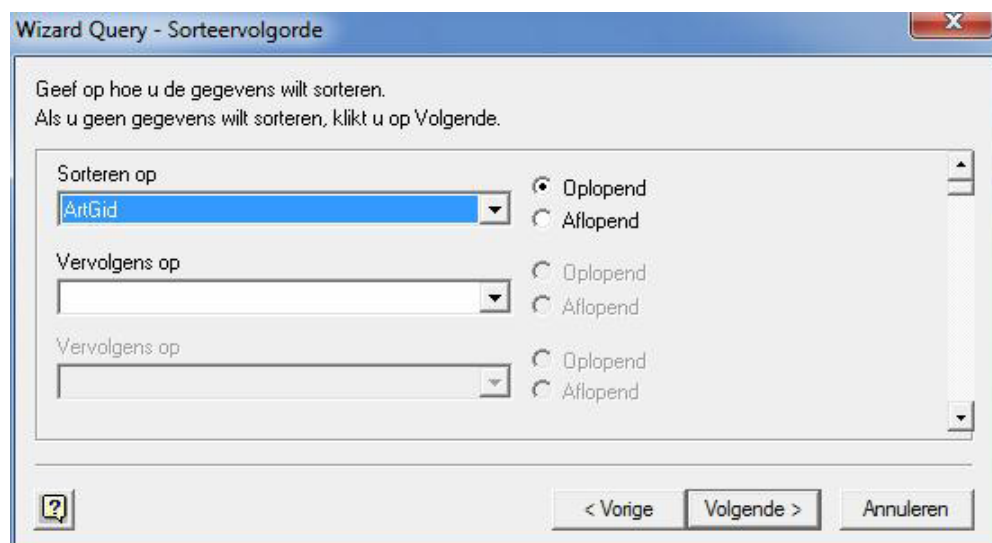 Wizard Query - Sorteervolgorde
Geef op hoe u de gegevens wilt sorteren.
Als u geen gegevens wilt sorteren, klikt u op Volgende.
Sorteren op
ArtGid
Oplopend
Aflopend
Vervolgens op
Oplopend
Aflopend
Vervolgens op
Oplopend
Aflopend
< Vorige
Volgende >
Annuleren